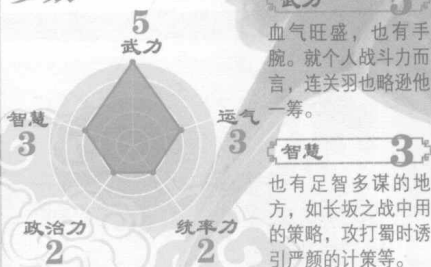 5
武力
智慧
3
运气
3
政治力
2
统率力
2
武力 5
血气旺盛，也有手
腕。就个人战斗力而
言，连关羽也略逊他
一筹。
智慧 3
也有足智多谋的地
方，如长坂之战中用
的策略，攻打蜀时诱
引严颜的计策等。